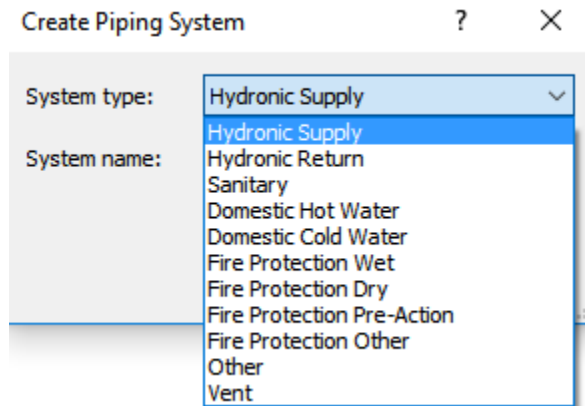 Create Piping System ?
System type: Hydronic Supply
Hydronic Supply
System name: Hydronic Return
Sanitary
Domestic Hot Water
Domestic Cold Water
Fire Protection Wet
Fire Protection Dry
Fire Protection Pre-Action
Fire Protection Other
Other
Vent